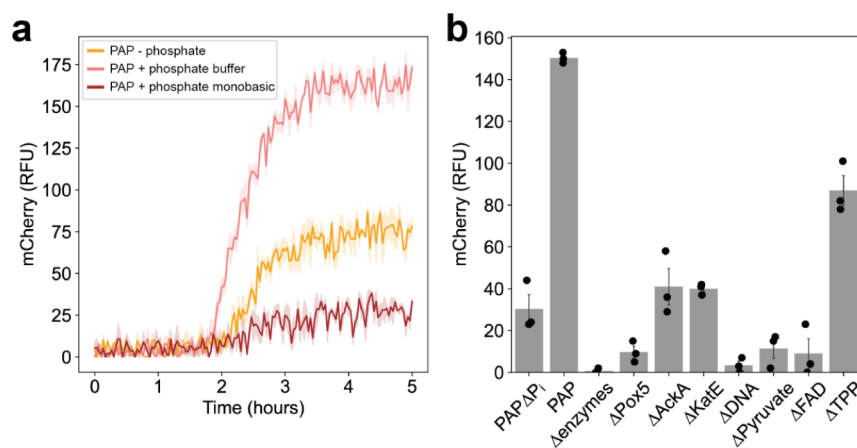 a
mCherry (RFU)
175
150
125
100
75
50
25
0
PAP - phosphate
PAP + phosphate buffer
PAP + phosphate monobasic
0
1
2
3
4
5
Time (hours)
b
mCherry (RFU)
160
140
120
100
80
60
40
20
0
PAP ΔPi
PAP
Δenzymes
ΔPox5
ΔAckA
ΔKatE
ΔDNA
ΔPyruvate
ΔFAD
ΔTPP